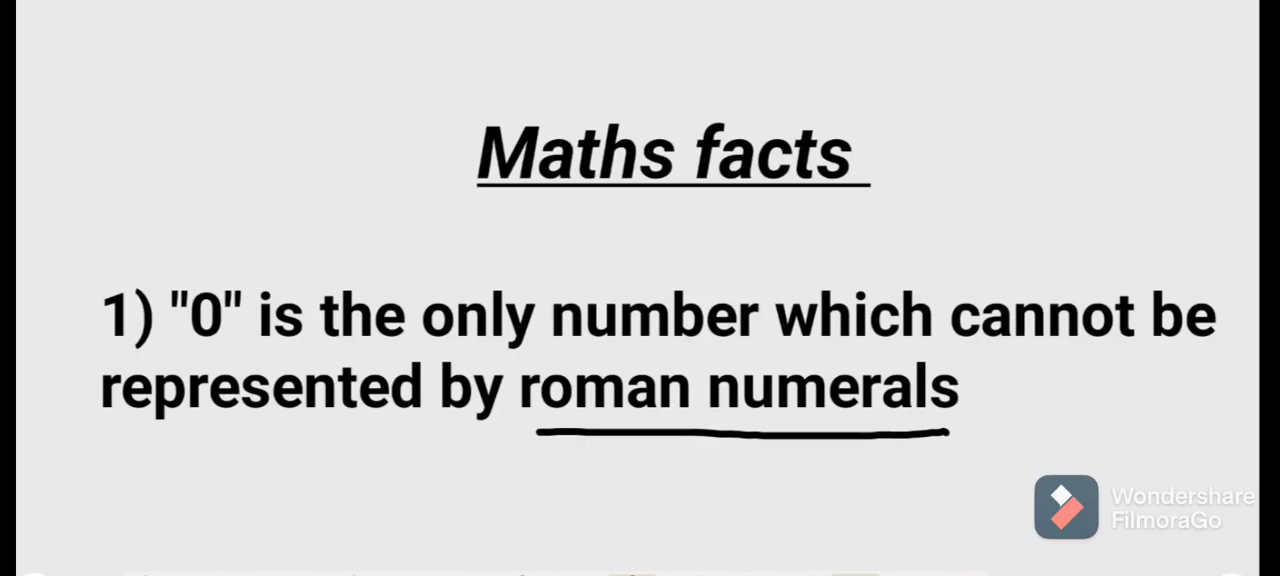 Maths facts
1) "0" is the only number which cannot be
represented by roman numerals
Wondershare
FilmoraGo